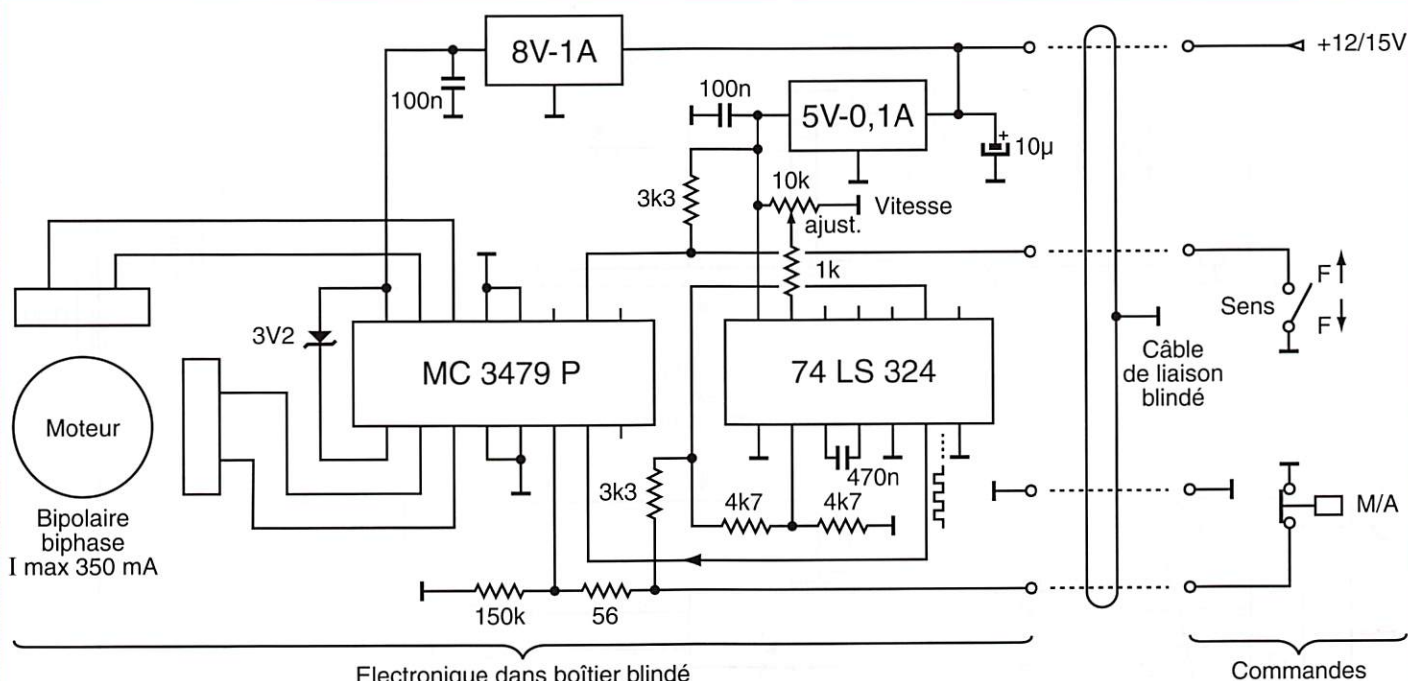 8V-1A
+12/15V
100n
100n
5V-0,1A
+
10µ
3k3
10k
Vitesse
ajust.
1k
F
Sens
F
3V2
MC 3479 P
74 LS 324
Câble
de liaison
blindé
Moteur
470n
3k3
4k7
4k7
M/A
Bipolaire
biphase
I max 350 mA
150k
56
Electronique dans boîtier blindé
Commandes